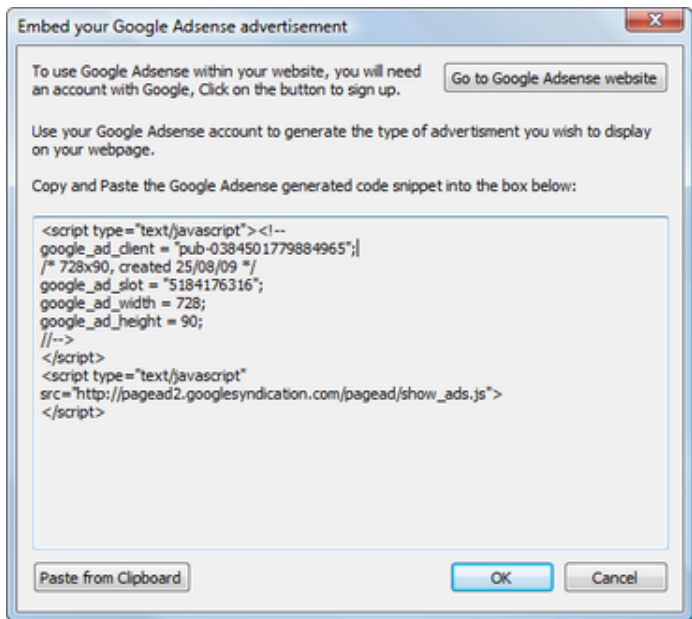 Embed your Google Adsense advertisement
To use Google Adsense within your website, you will need
an account with Google, Click on the button to sign up.
Go to Google Adsense website
Use your Google Adsense account to generate the type of advertisment you wish to display
on your webpage.
Copy and Paste the Google Adsense generated code snippet into the box below:
<script type="text/javascript"><!--
google_ad_client = "pub-0384501779884965";
/* 728x90, created 25/08/09 */
google_ad_slot = "5184176316";
google_ad_width = 728;
google_ad_height = 90;
//-->
</script>
<script type="text/javascript"
src="http://pagead2.googlesyndication.com/pagead/show_ads.js">
</script>
Paste from Clipboard
OK
Cancel